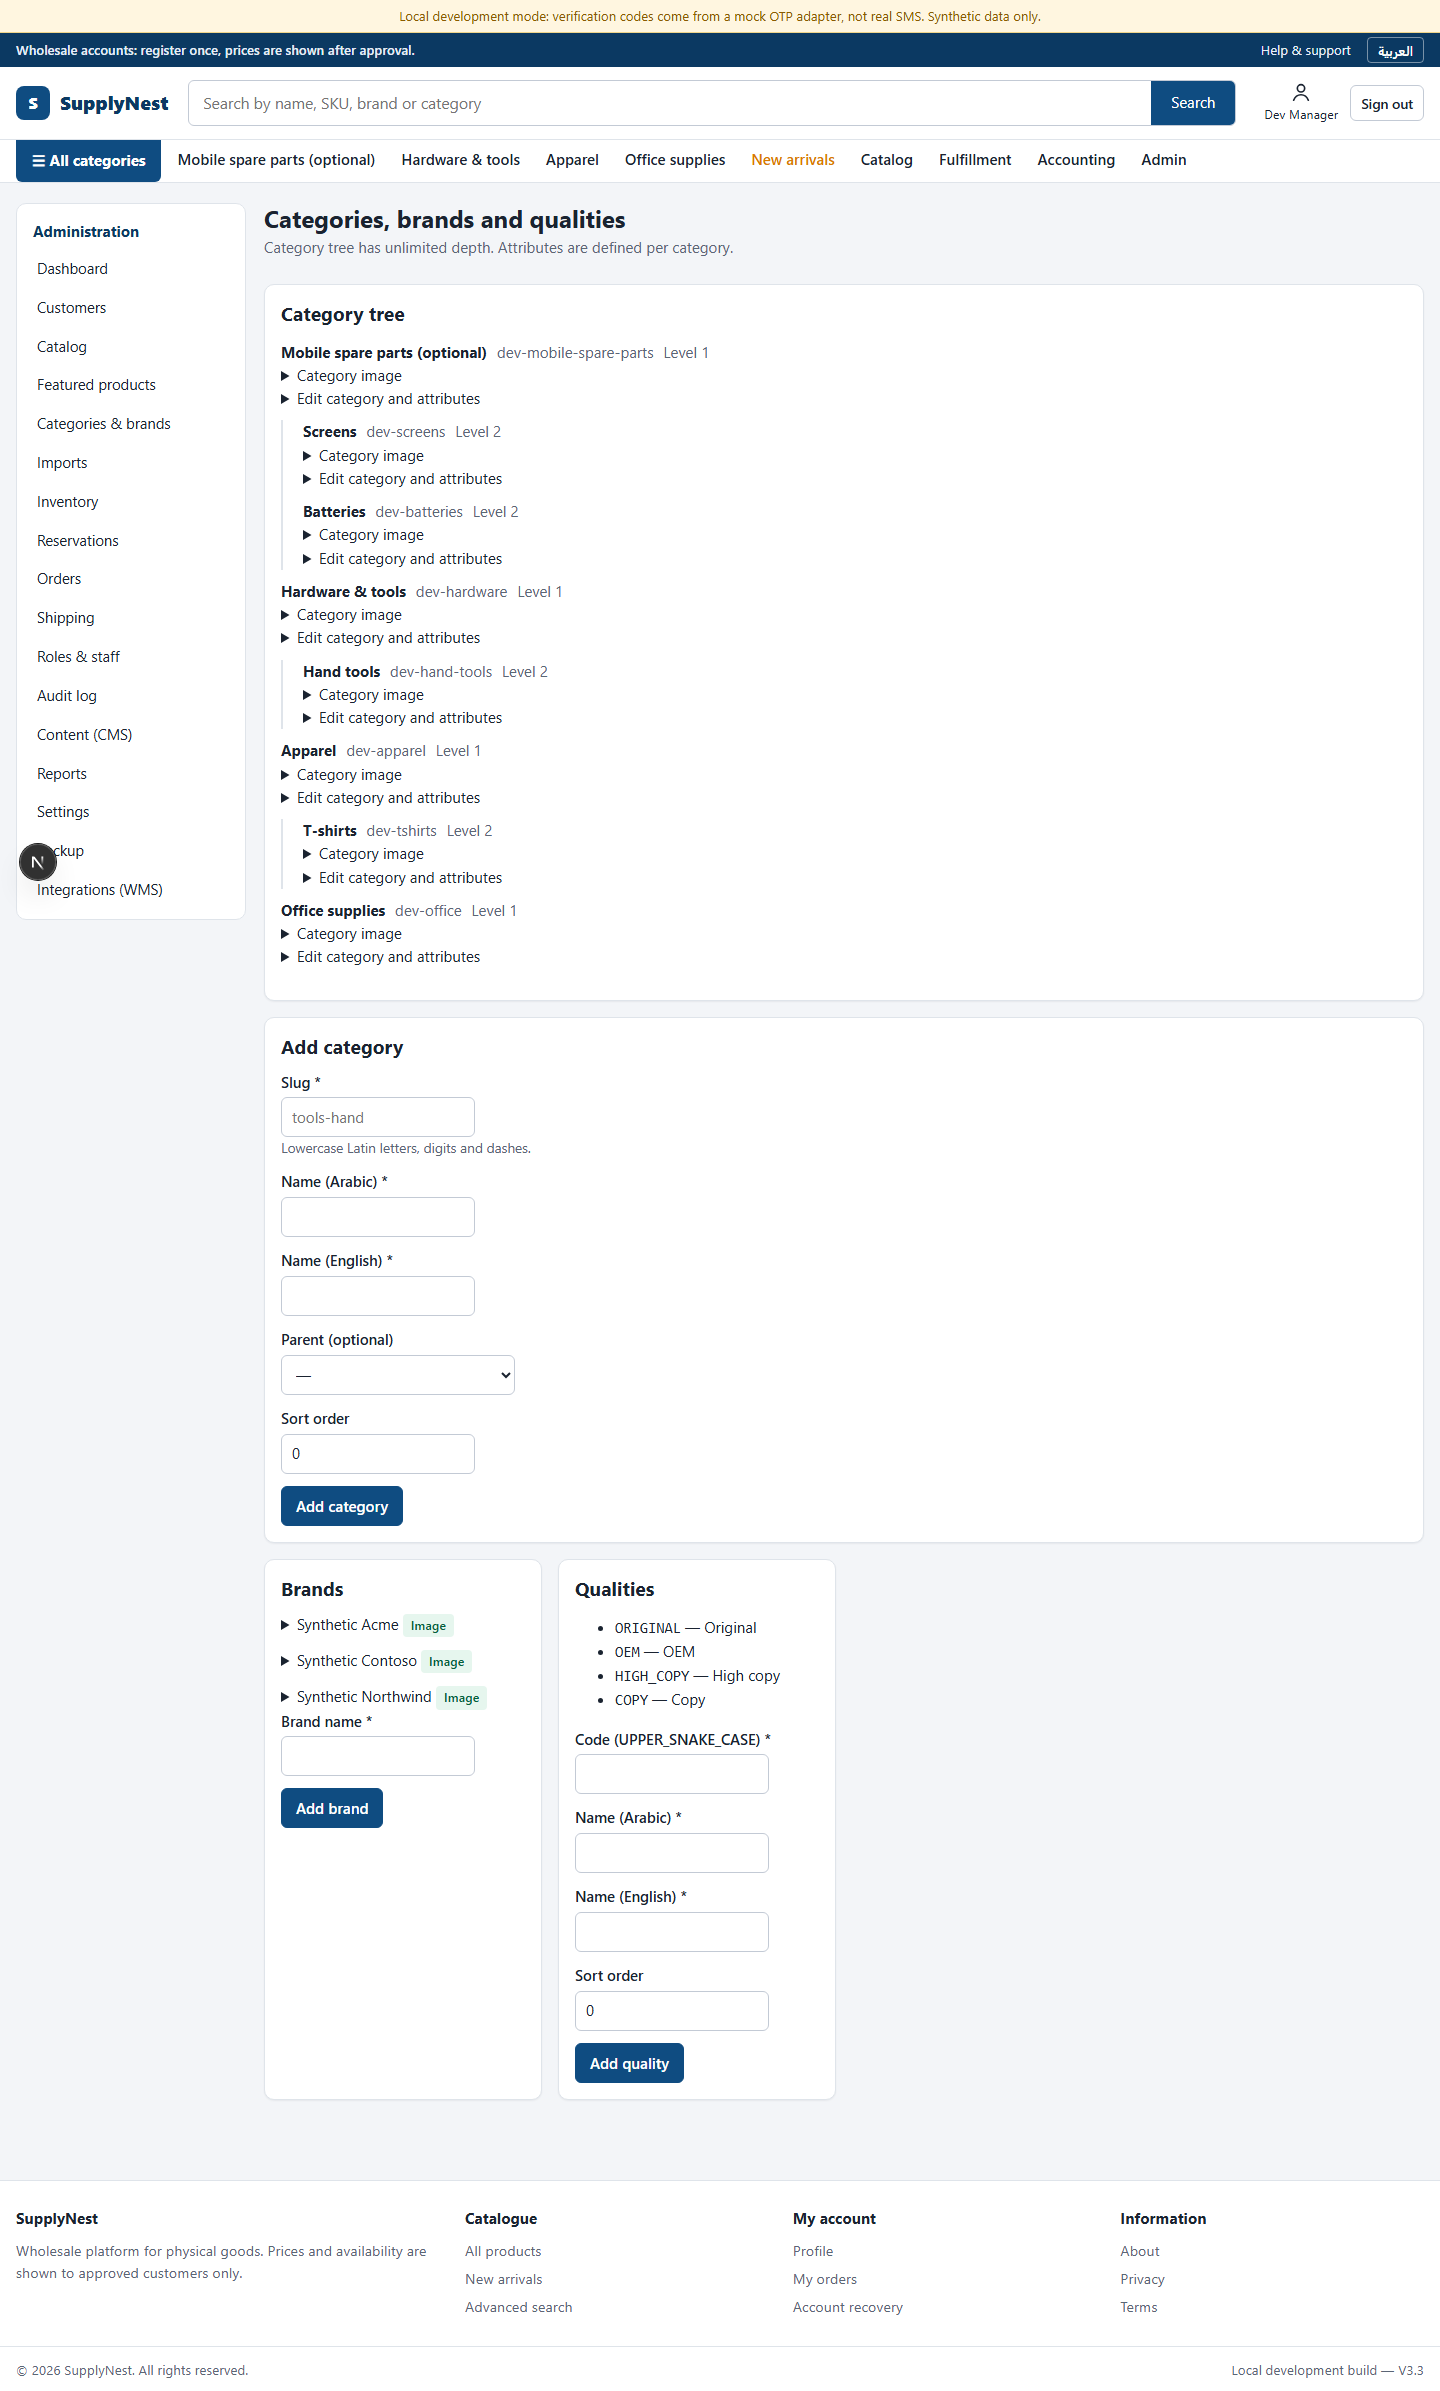 Local development mode: verification codes come from a mock OTP adapter, not real SMS. Synthetic data only.
Wholesale accounts: register once, prices are shown after approval.
Help & support
العربية
S
SupplyNest
Search by name, SKU, brand or category
Search
Dev Manager
Sign out
☰ All categories
Mobile spare parts (optional)
Hardware & tools
Apparel
Office supplies
New arrivals
Catalog
Fulfillment
Accounting
Admin
Administration
Dashboard
Customers
Catalog
Featured products
Categories & brands
Imports
Inventory
Reservations
Orders
Shipping
Roles & staff
Audit log
Content (CMS)
Reports
Settings
ckup
N
Integrations (WMS)
Categories, brands and qualities
Category tree has unlimited depth. Attributes are defined per category.
Category tree
Mobile spare parts (optional) dev-mobile-spare-parts Level 1
Category image
Edit category and attributes
Screens dev-screens Level 2
Category image
Edit category and attributes
Batteries dev-batteries Level 2
Category image
Edit category and attributes
Hardware & tools dev-hardware Level 1
Category image
Edit category and attributes
Hand tools dev-hand-tools Level 2
Category image
Edit category and attributes
Apparel dev-apparel Level 1
Category image
Edit category and attributes
T-shirts dev-tshirts Level 2
Category image
Edit category and attributes
Office supplies dev-office Level 1
Category image
Edit category and attributes
Add category
Slug *
tools-hand
Lowercase Latin letters, digits and dashes.
Name (Arabic) *
Name (English) *
Parent (optional)
—
Sort order
0
Add category
Brands
Synthetic Acme Image
Synthetic Contoso Image
Synthetic Northwind Image
Brand name *
Add brand
Qualities
ORIGINAL — Original
OEM — OEM
HIGH_COPY — High copy
COPY — Copy
Code (UPPER_SNAKE_CASE) *
Name (Arabic) *
Name (English) *
Sort order
0
Add quality
SupplyNest
Wholesale platform for physical goods. Prices and availability are
shown to approved customers only.
Catalogue
All products
New arrivals
Advanced search
My account
Profile
My orders
Account recovery
Information
About
Privacy
Terms
© 2026 SupplyNest. All rights reserved.
Local development build — V3.3